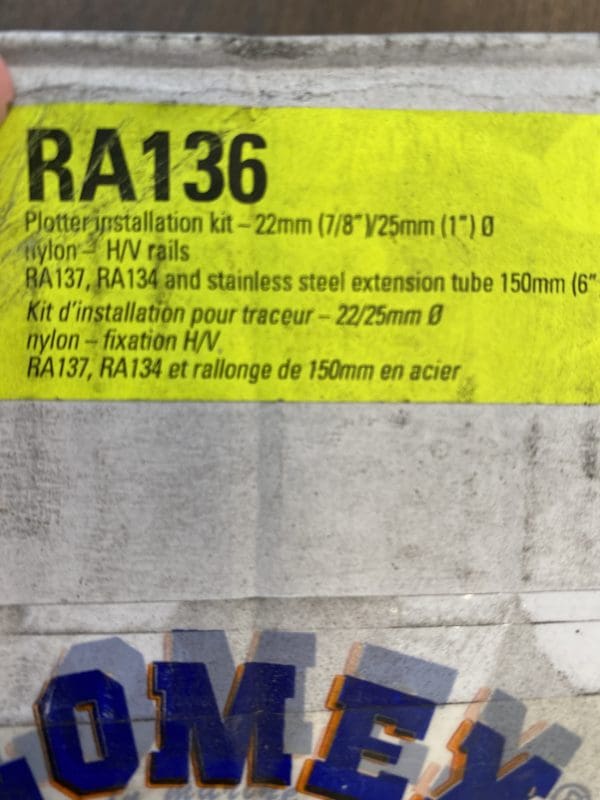 RA136
Plotter installation kit – 22mm (7/8")/25mm (1") Ø
nylon – H/V rails
RA137, RA134 and stainless steel extension tube 150mm (6"
Kit d'installation pour traceur – 22/25mm Ø
nylon – fixation H/V.
RA137, RA134 et rallonge de 150mm en acier
LOMEX®